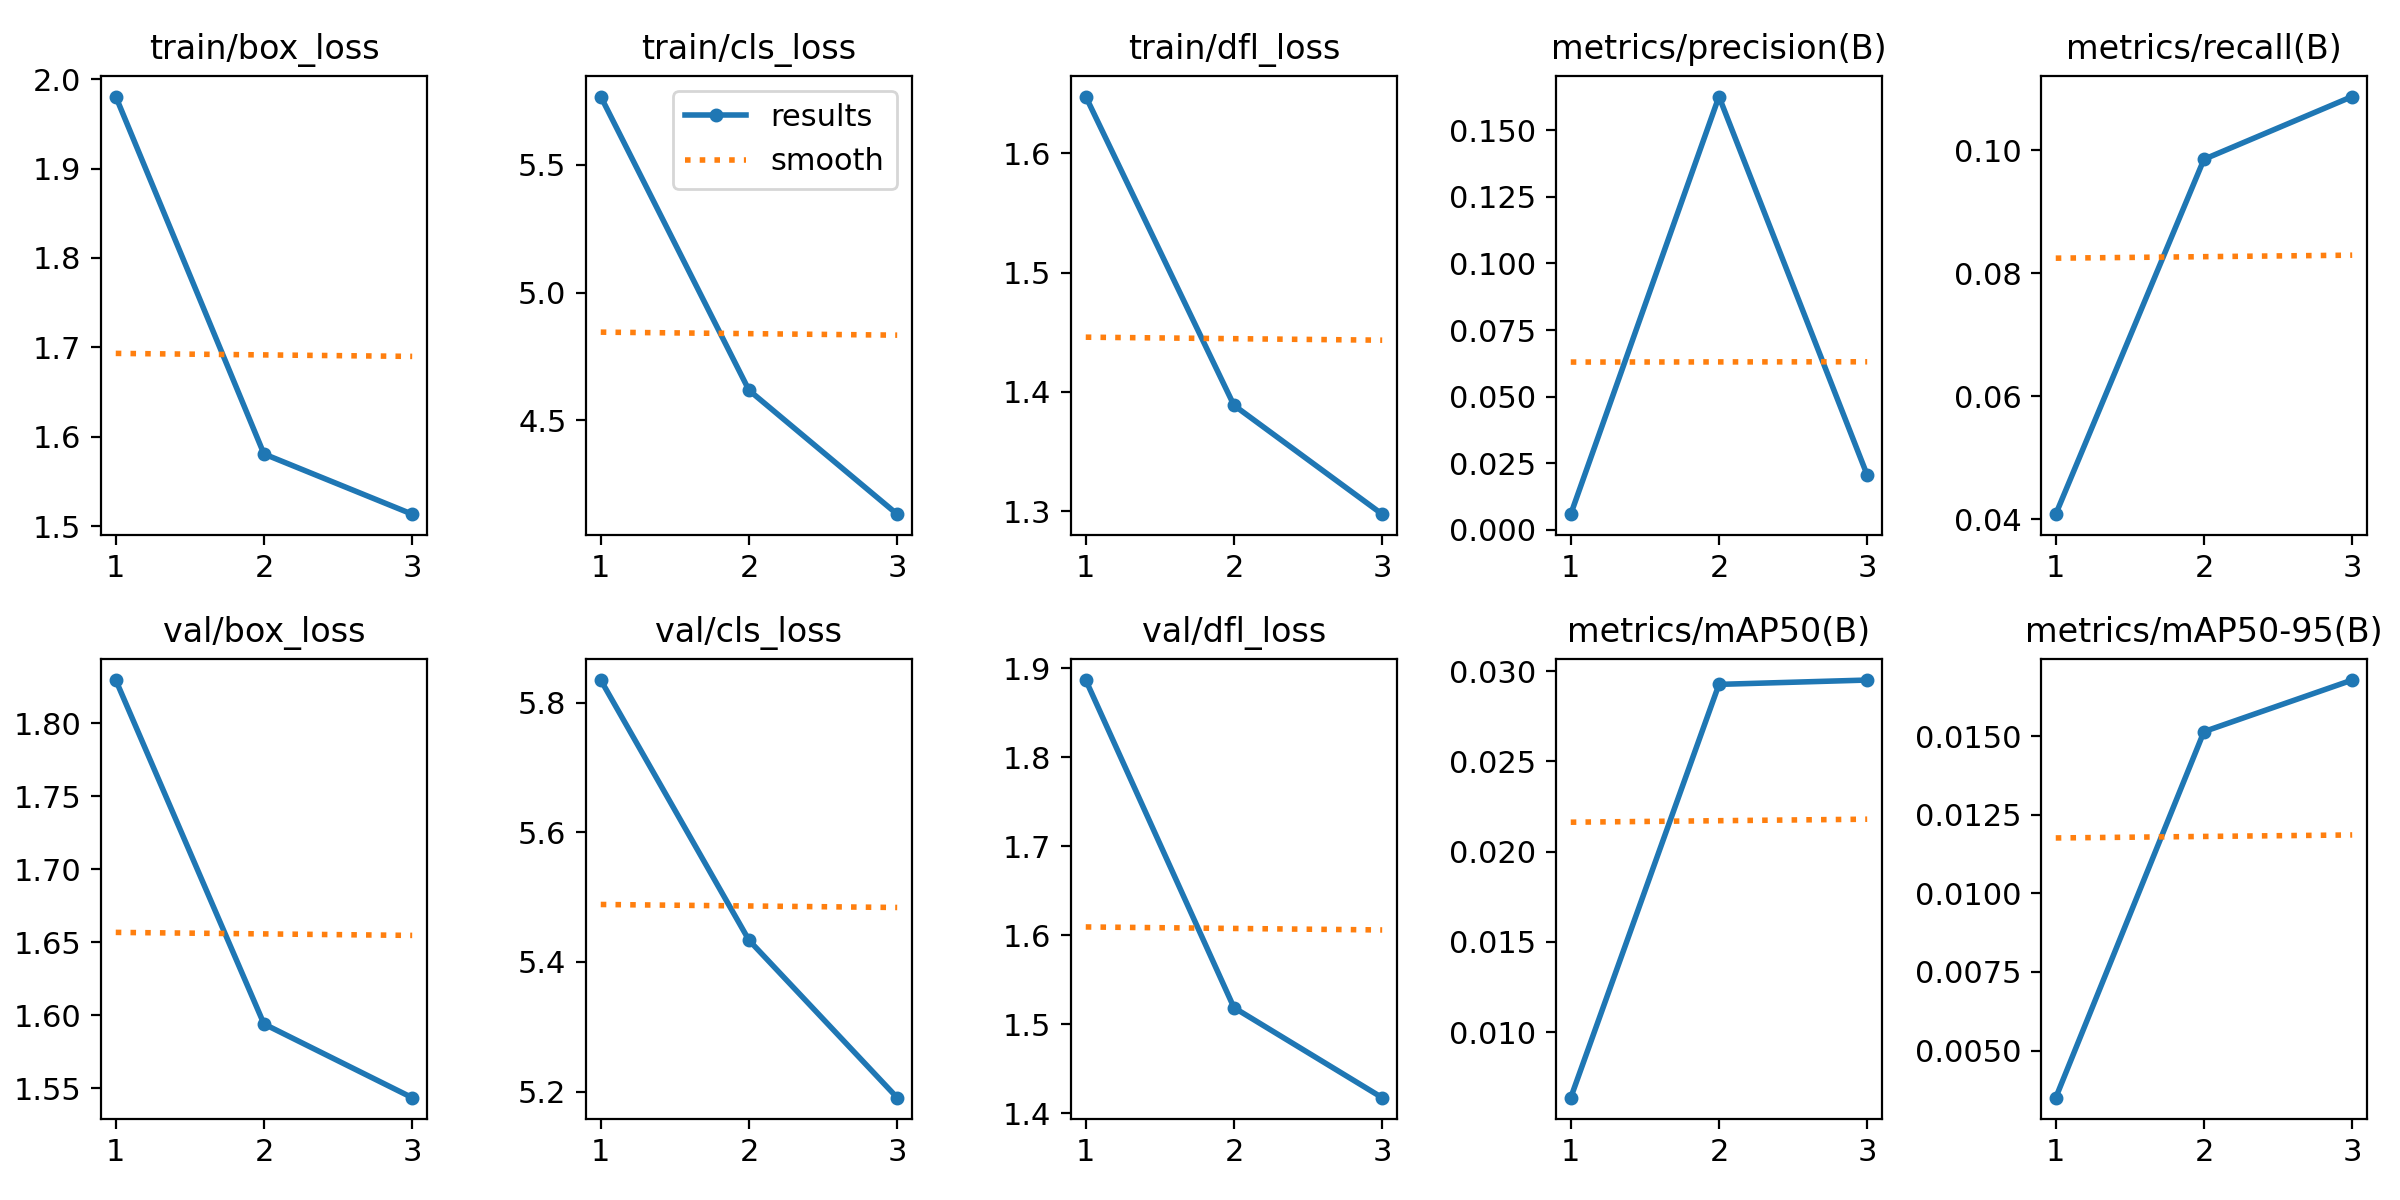 train/box_loss
2.0
1.9
1.8
1.7
1.6
1.5
1 2 3
train/cls_loss
results
smooth
5.5
5.0
4.5
1 2 3
train/dfl_loss
1.6
1.5
1.4
1.3
1 2 3
metrics/precision(B)
0.150
0.125
0.100
0.075
0.050
0.025
0.000
1 2 3
metrics/recall(B)
0.10
0.08
0.06
0.04
1 2 3
val/box_loss
1.80
1.75
1.70
1.65
1.60
1.55
1 2 3
val/cls_loss
5.8
5.6
5.4
5.2
1 2 3
val/dfl_loss
1.9
1.8
1.7
1.6
1.5
1.4
1 2 3
metrics/mAP50(B)
0.030
0.025
0.020
0.015
0.010
1 2 3
metrics/mAP50-95(B)
0.0150
0.0125
0.0100
0.0075
0.0050
1 2 3